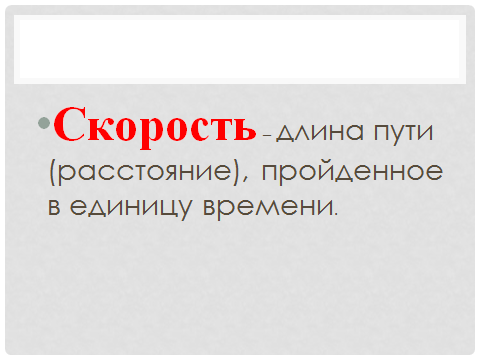 •Скорость – длина пути
(расстояние), пройденное
в единицу времени.